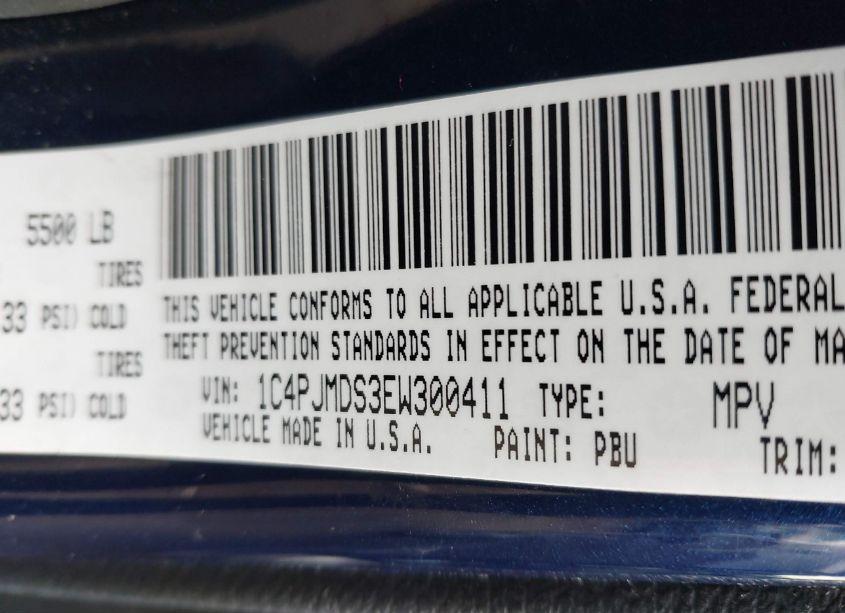 5500 LB
TIRES
33 PSI) COLD
TIRES
33 PSI) COLD
THIS VEHICLE CONFORMS TO ALL APPLICABLE U.S.A. FEDERAL
THEFT PREVENTION STANDARDS IN EFFECT ON THE DATE OF MA
VIN: 1C4PJMDS3EW300411 TYPE: MPV
VEHICLE MADE IN U.S.A. PAINT: PBU TRIM: